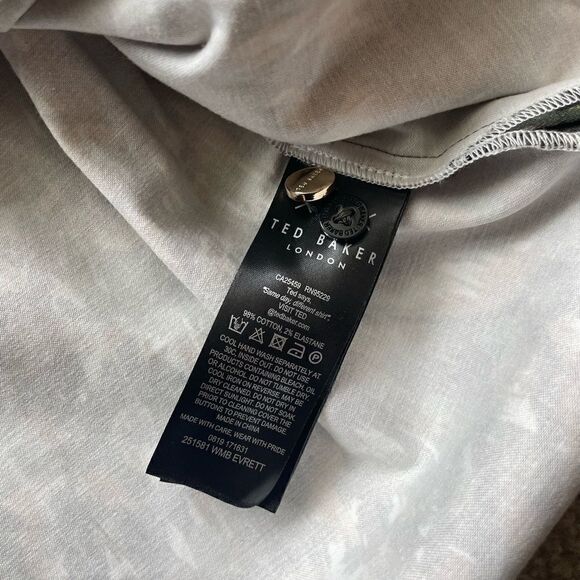 TED BAKER
LONDON
CA25459 RN95229
Ted says,
"Same day, different shirt".
VISIT TED
@tedbaker.com
98% COTTON, 2% ELASTANE
COOL HAND WASH SEPARATELY AT
30C. INSIDE OUT. DO NOT USE
PRODUCTS CONTAINING BLEACH, OIL
OR ALCOHOL. DO NOT TUMBLE DRY
COOL IRON ON REVERSE. MAY BE
DRY CLEANED. DO NOT DRY IN
DIRECT SUNLIGHT. DO NOT SOAK
PRIOR TO CLEANING COVER THE
BUTTONS TO PREVENT DAMAGE.
MADE IN CHINA
MADE WITH CARE, WEAR WITH PRIDE
0819 171631
251581 WMB EVRETT